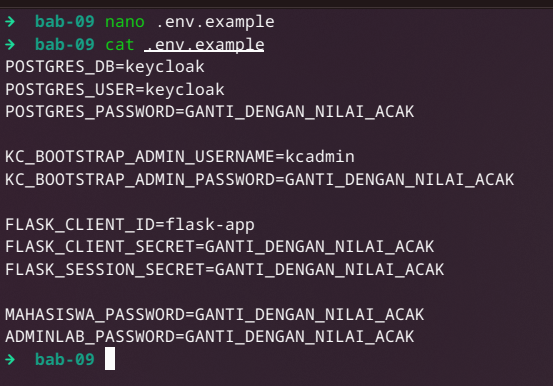 → bab-09 nano .env.example
→ bab-09 cat .env.example
POSTGRES_DB=keycloak
POSTGRES_USER=keycloak
POSTGRES_PASSWORD=GANTI_DENGAN_NILAI_ACAK

KC_BOOTSTRAP_ADMIN_USERNAME=kcadmin
KC_BOOTSTRAP_ADMIN_PASSWORD=GANTI_DENGAN_NILAI_ACAK

FLASK_CLIENT_ID=flask-app
FLASK_CLIENT_SECRET=GANTI_DENGAN_NILAI_ACAK
FLASK_SESSION_SECRET=GANTI_DENGAN_NILAI_ACAK

MAHASISWA_PASSWORD=GANTI_DENGAN_NILAI_ACAK
ADMINLAB_PASSWORD=GANTI_DENGAN_NILAI_ACAK
→ bab-09